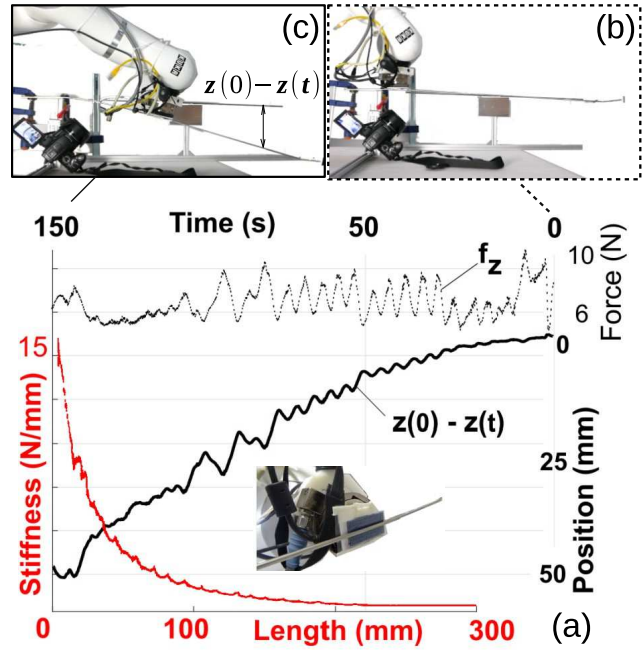 (c)
z(0)−z(t)
(b)
150 Time (s) 50 0
f_z
10
6
Force (N)
0
15
Stiffness (N/mm)
z(0) - z(t)
25
Position (mm)
50
(a)
0 100 Length (mm) 300